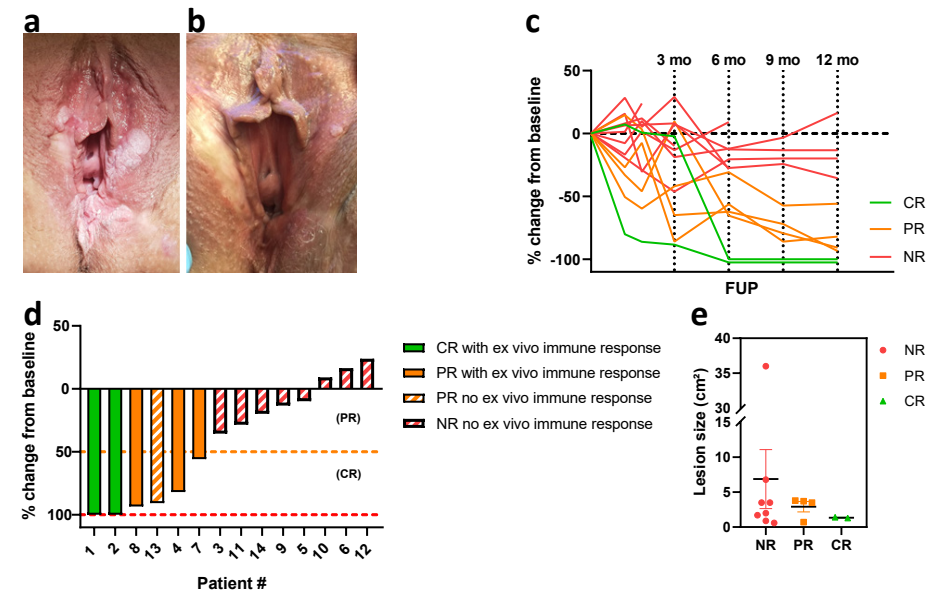 a
b
c
3 mo
6 mo
9 mo
12 mo
50
0
-50
-100
% change from baseline
FUP
CR
PR
NR
d
50
0
50
100
% change from baseline
(PR)
(CR)
1
2
8
13
4
7
3
11
14
9
5
10
6
12
Patient #
CR with ex vivo immune response
PR with ex vivo immune response
PR no ex vivo immune response
NR no ex vivo immune response
e
40
35
30
15
10
5
0
Lesion size (cm²)
NR
PR
CR
NR
PR
CR